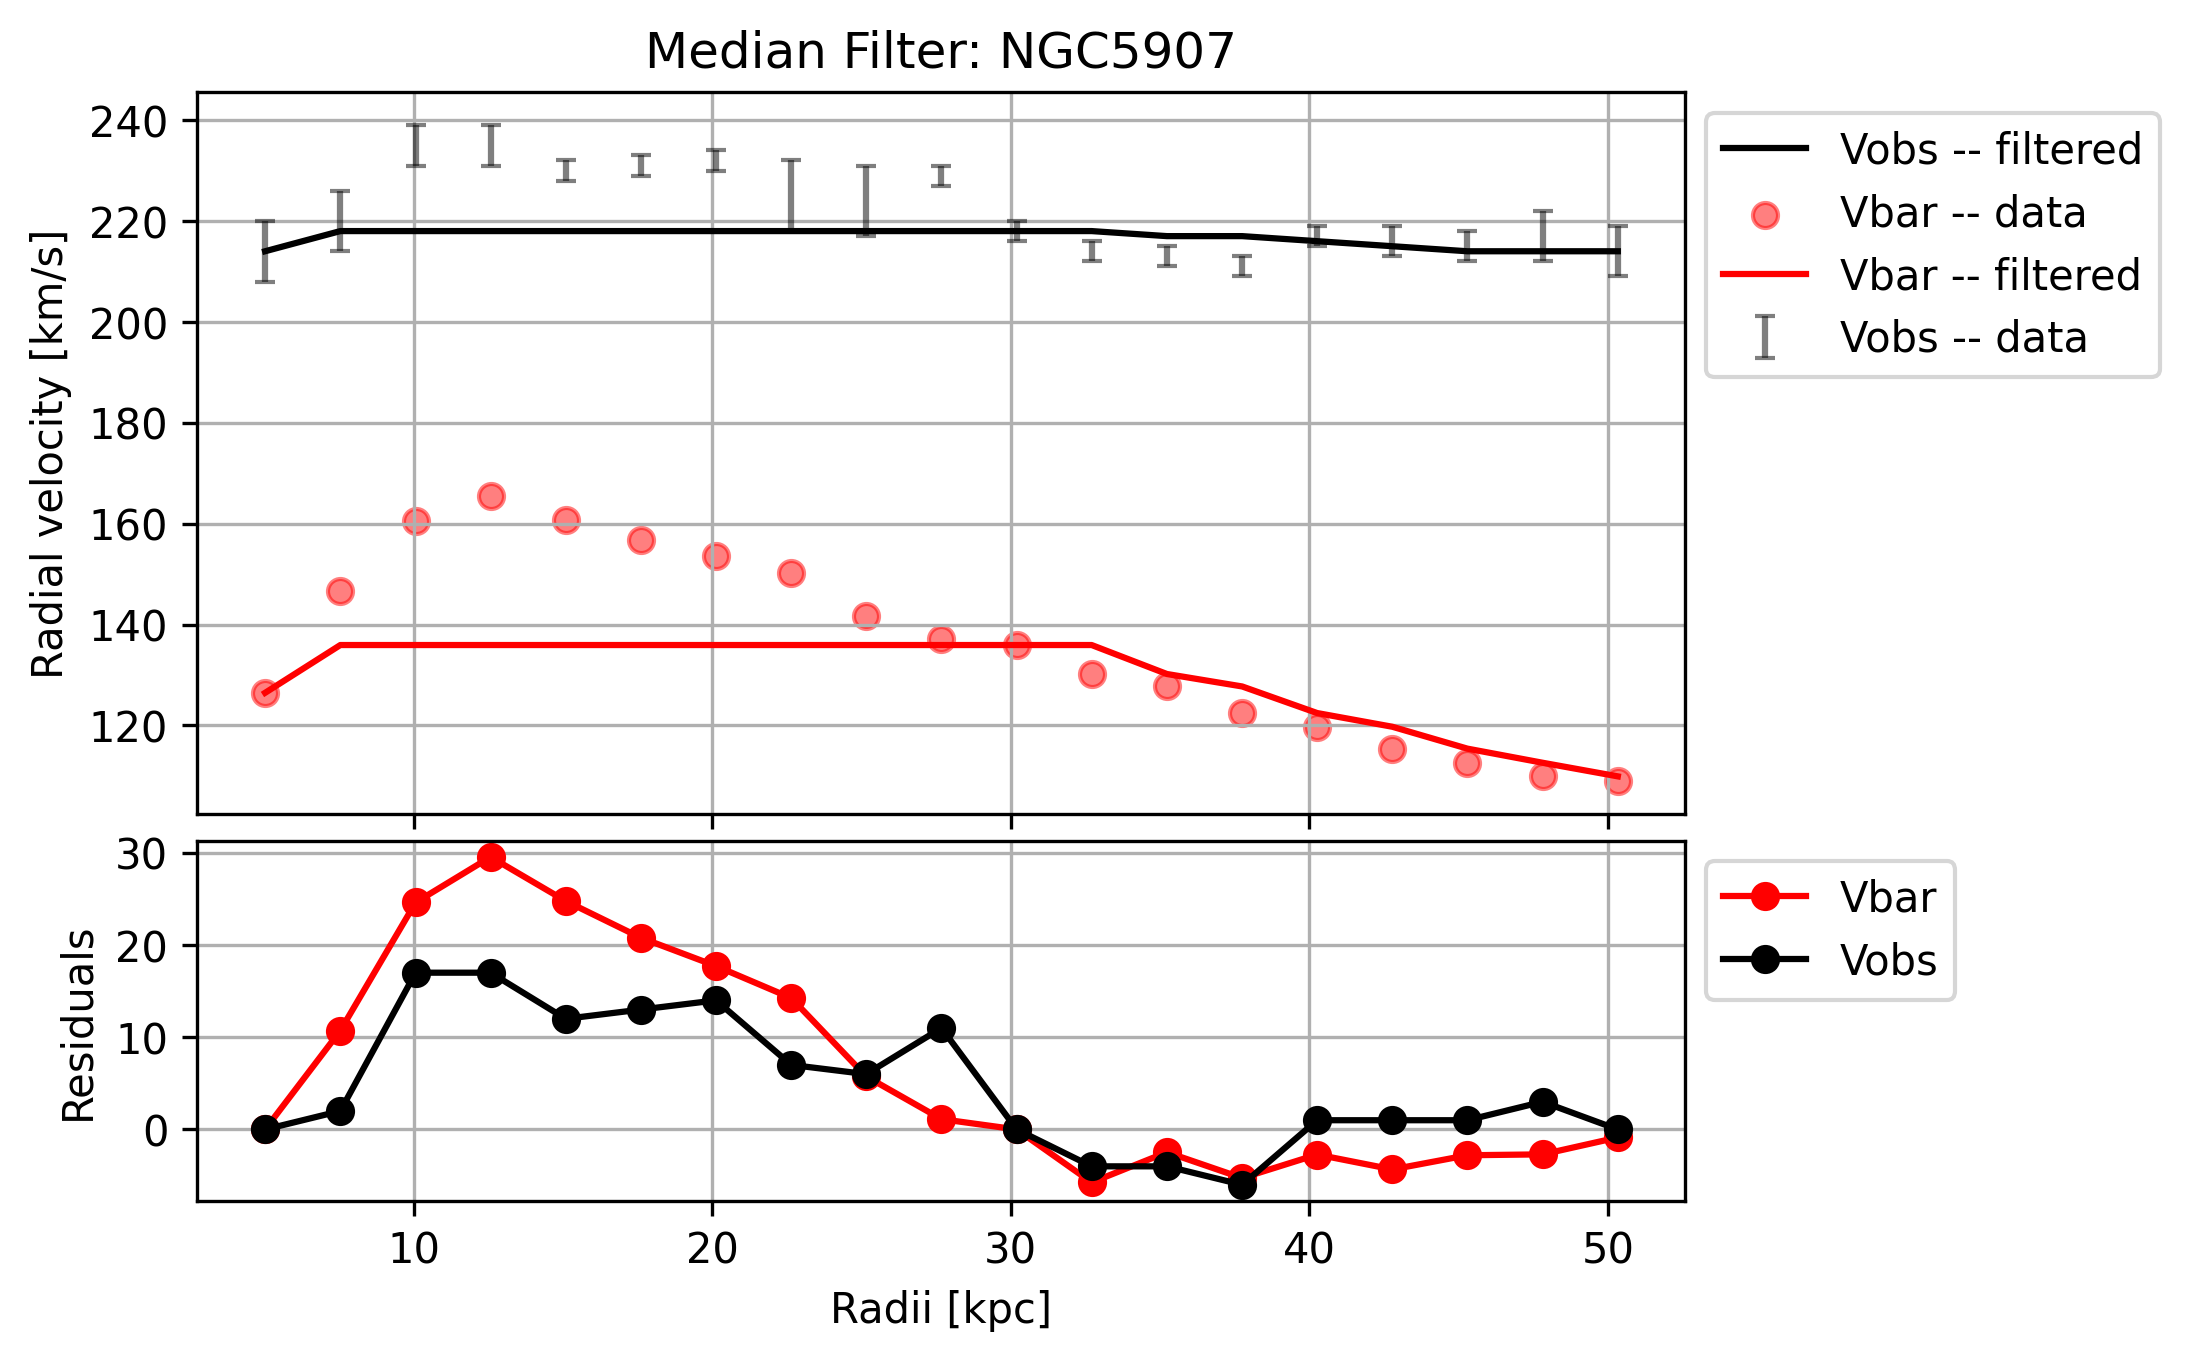 Median Filter: NGC5907
240
220
200
180
160
140
120
Radial velocity [km/s]
Vobs -- filtered
Vbar -- data
Vbar -- filtered
Vobs -- data
30
20
10
0
Residuals
Vbar
Vobs
10 20 30 40 50
Radii [kpc]